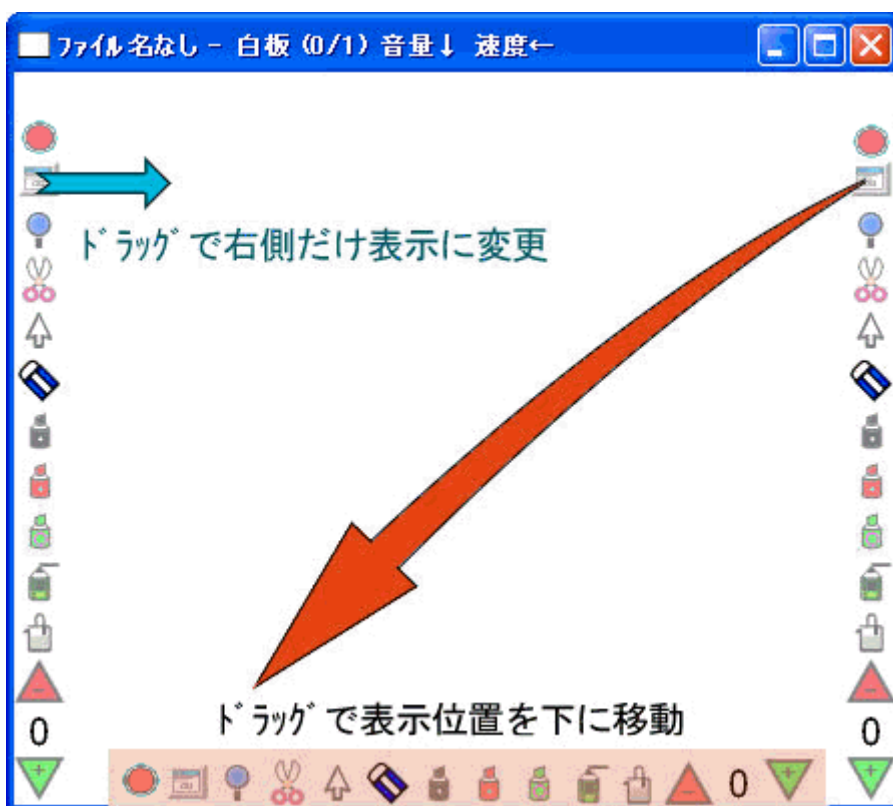 ファイル名なし - 白板 (0/1) 音量↓ 速度←
ﾄﾞﾗｯｸﾞで右側だけ表示に変更
ﾄﾞﾗｯｸﾞで表示位置を下に移動
0
0
0